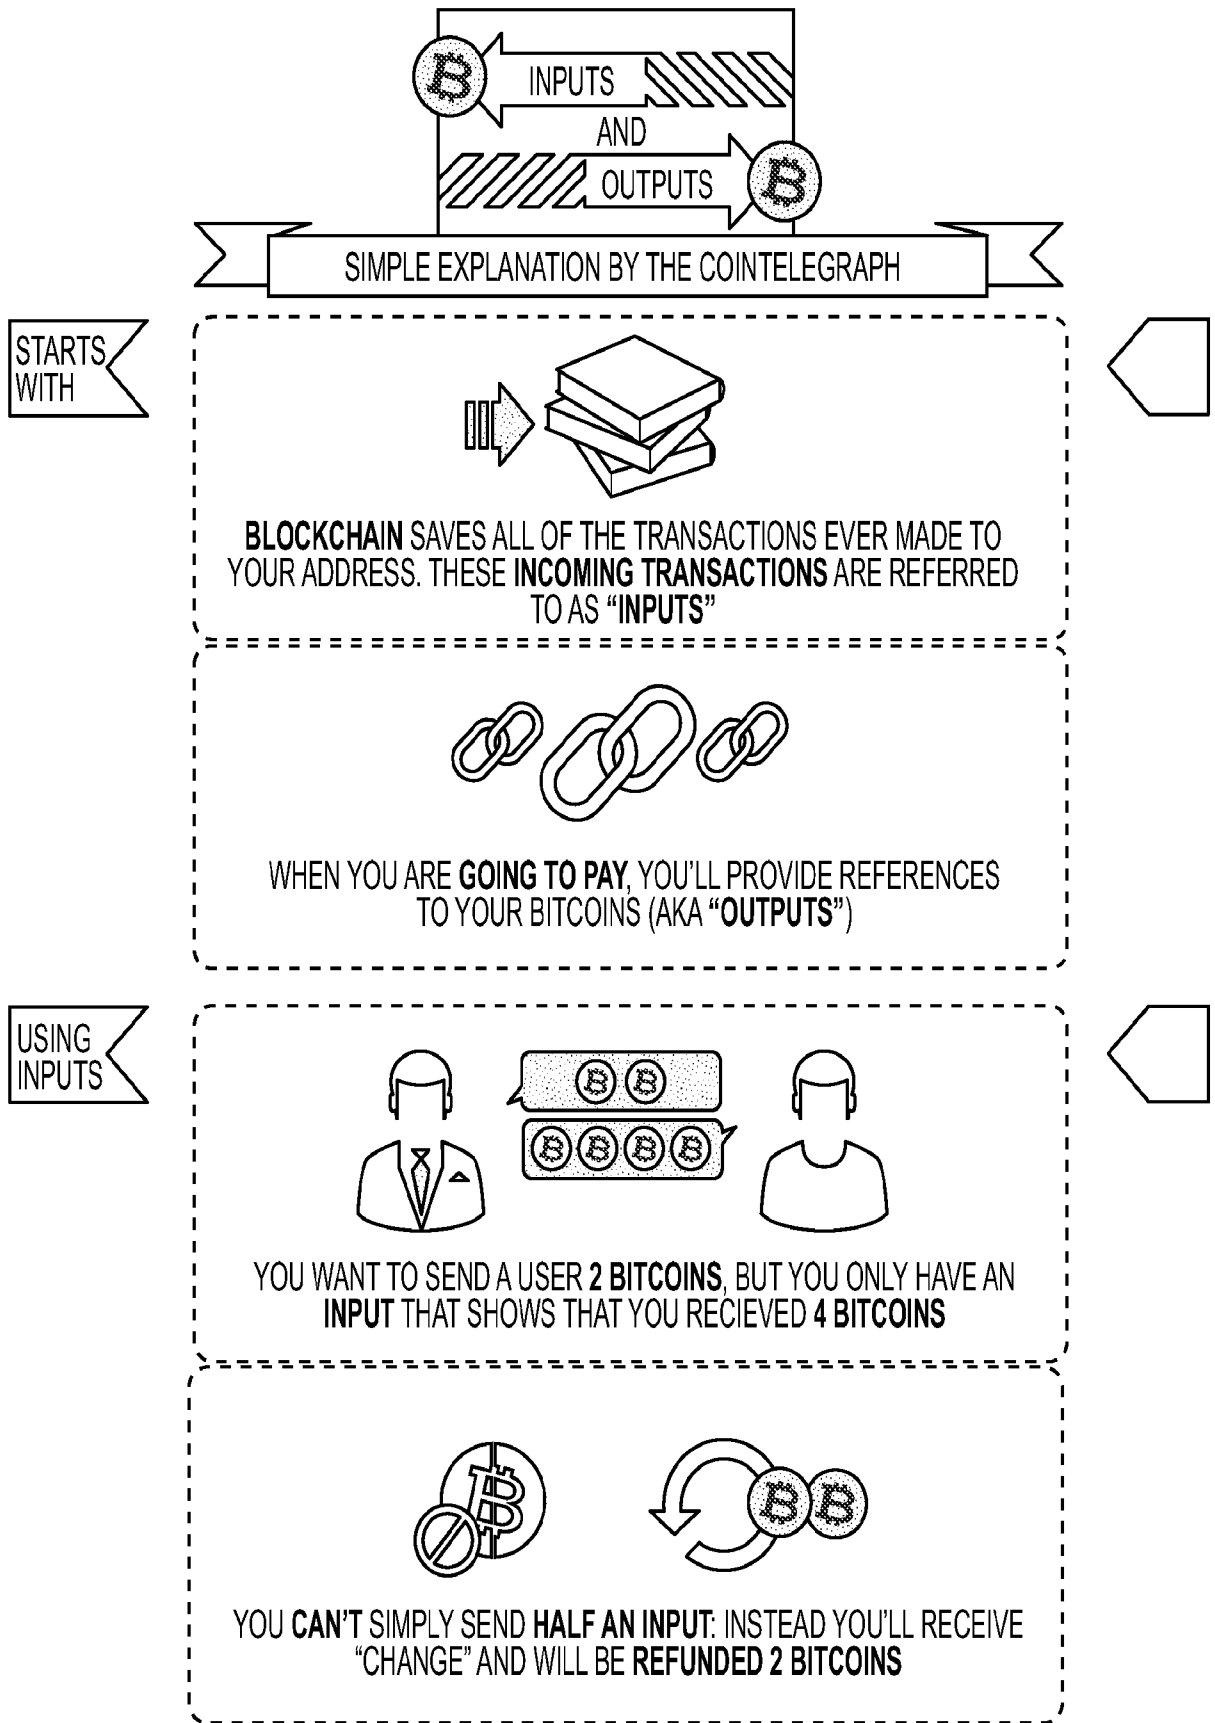 INPUTS
AND
OUTPUTS
SIMPLE EXPLANATION BY THE COINTELEGRAPH
STARTS
WITH
BLOCKCHAIN SAVES ALL OF THE TRANSACTIONS EVER MADE TO
YOUR ADDRESS. THESE INCOMING TRANSACTIONS ARE REFERRED
TO AS “INPUTS”
WHEN YOU ARE GOING TO PAY, YOU’LL PROVIDE REFERENCES
TO YOUR BITCOINS (AKA “OUTPUTS”)
USING
INPUTS
YOU WANT TO SEND A USER 2 BITCOINS, BUT YOU ONLY HAVE AN
INPUT THAT SHOWS THAT YOU RECIEVED 4 BITCOINS
YOU CAN’T SIMPLY SEND HALF AN INPUT: INSTEAD YOU’LL RECEIVE
“CHANGE” AND WILL BE REFUNDED 2 BITCOINS